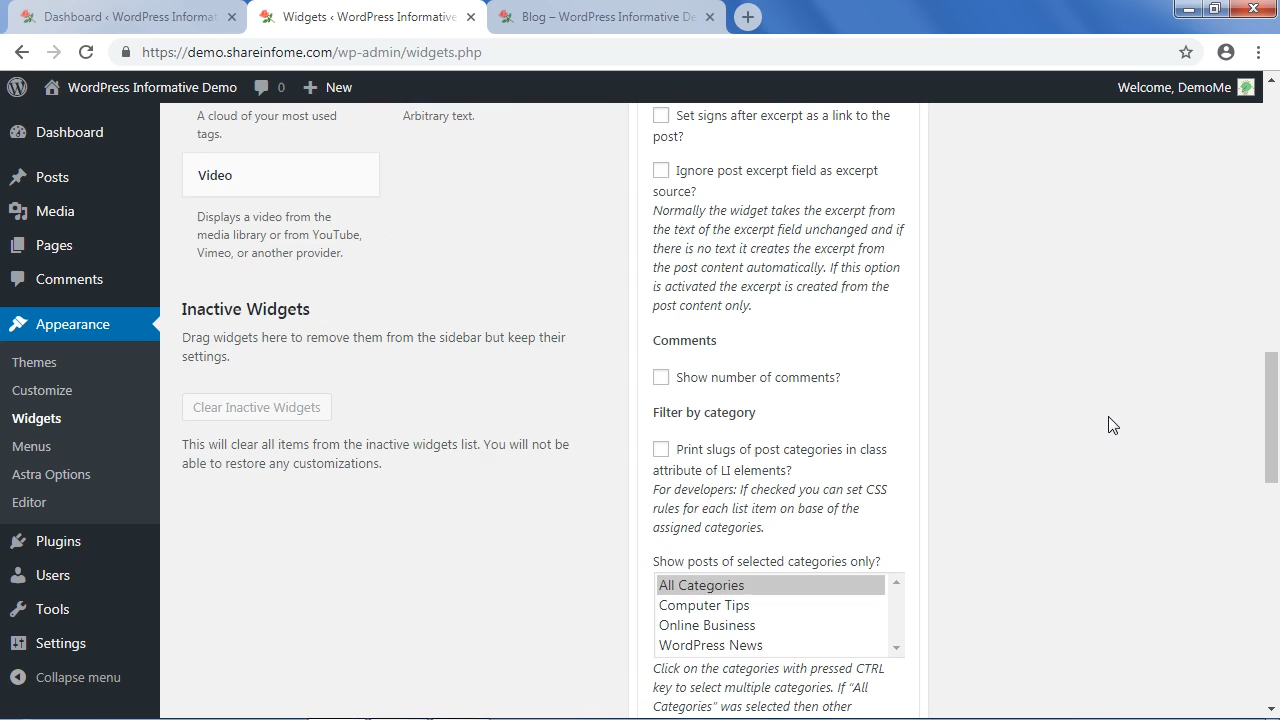 Dashboard ‹ WordPress Informat
Widgets ‹ WordPress Informative
Blog – WordPress Informative De
https://demo.shareinfome.com/wp-admin/widgets.php
WordPress Informative Demo
0
New
Welcome, DemoMe
Dashboard
Posts
Media
Pages
Comments
Appearance
Themes
Customize
Widgets
Menus
Astra Options
Editor
Plugins
Users
Tools
Settings
Collapse menu
A cloud of your most used
tags.
Arbitrary text.
Video
Displays a video from the
media library or from YouTube,
Vimeo, or another provider.
Inactive Widgets
Drag widgets here to remove them from the sidebar but keep their
settings.
Clear Inactive Widgets
This will clear all items from the inactive widgets list. You will not be
able to restore any customizations.
Set signs after excerpt as a link to the
post?
Ignore post excerpt field as excerpt
source?
Normally the widget takes the excerpt from
the text of the excerpt field unchanged and if
there is no text it creates the excerpt from
the post content automatically. If this option
is activated the excerpt is created from the
post content only.
Comments
Show number of comments?
Filter by category
Print slugs of post categories in class
attribute of LI elements?
For developers: If checked you can set CSS
rules for each list item on base of the
assigned categories.
Show posts of selected categories only?
All Categories
Computer Tips
Online Business
WordPress News
Click on the categories with pressed CTRL
key to select multiple categories. If "All
Categories" was selected then other